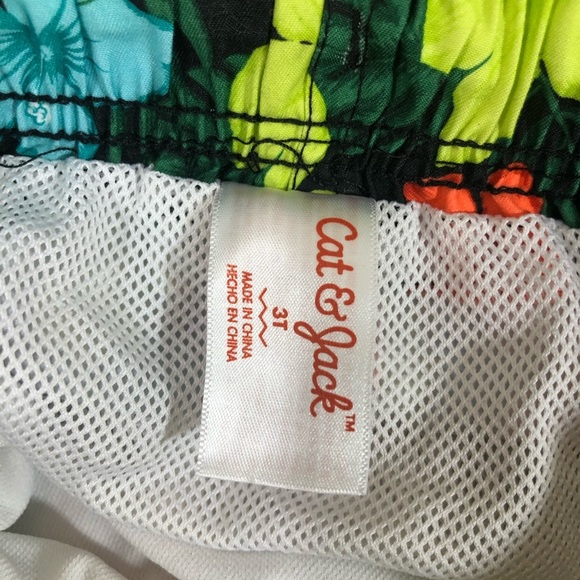 Cat & Jack™
3T
MADE IN CHINA
HECHO EN CHINA